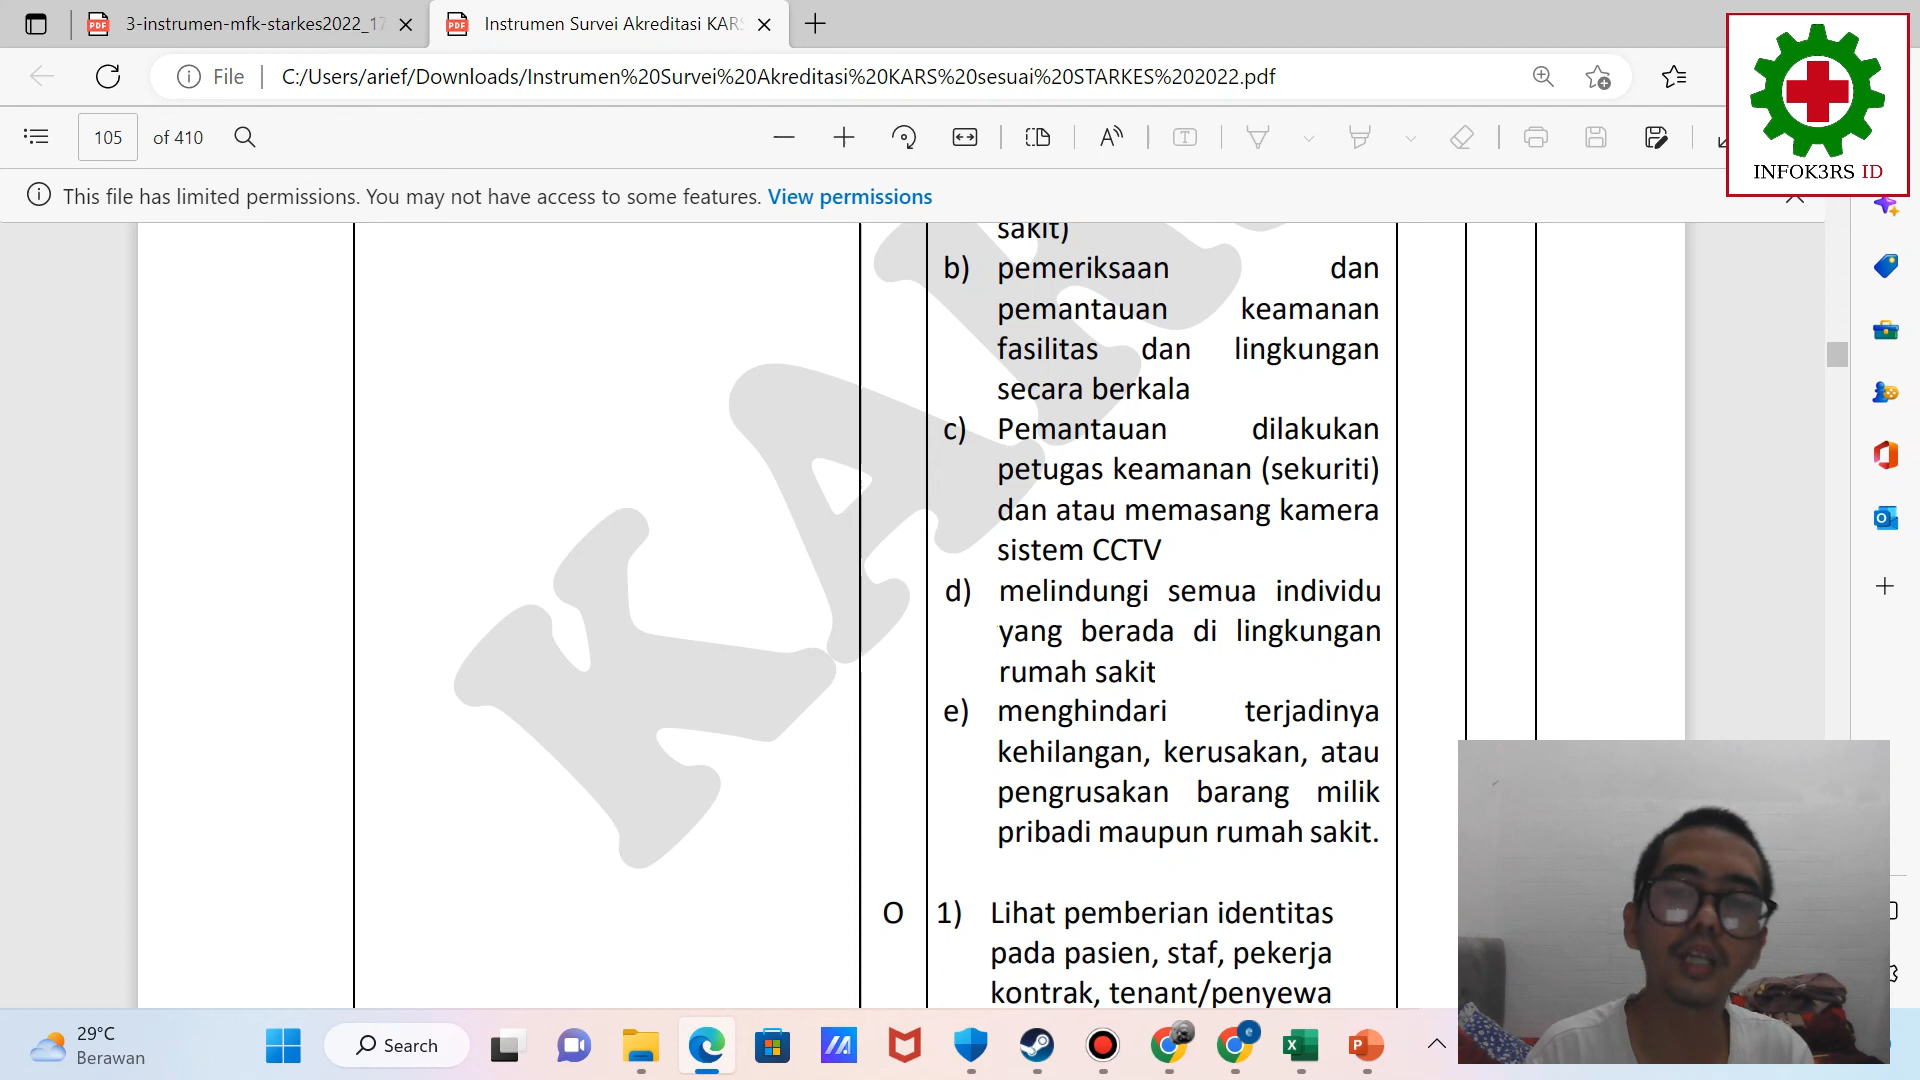 3-instrumen-mfk-starkes2022_17
Instrumen Survei Akreditasi KARS
File
C:/Users/arief/Downloads/Instrumen%20Survei%20Akreditasi%20KARS%20sesuai%20STARKES%202022.pdf
INFOK3RS ID
105 of 410
This file has limited permissions. You may not have access to some features. View permissions
sakit)
b) pemeriksaan dan
pemantauan keamanan
fasilitas dan lingkungan
secara berkala
c) Pemantauan dilakukan
petugas keamanan (sekuriti)
dan atau memasang kamera
sistem CCTV
d) melindungi semua individu
yang berada di lingkungan
rumah sakit
e) menghindari terjadinya
kehilangan, kerusakan, atau
pengrusakan barang milik
pribadi maupun rumah sakit.
O 1) Lihat pemberian identitas
pada pasien, staf, pekerja
kontrak, tenant/penyewa
KAR
29°C
Berawan
Search